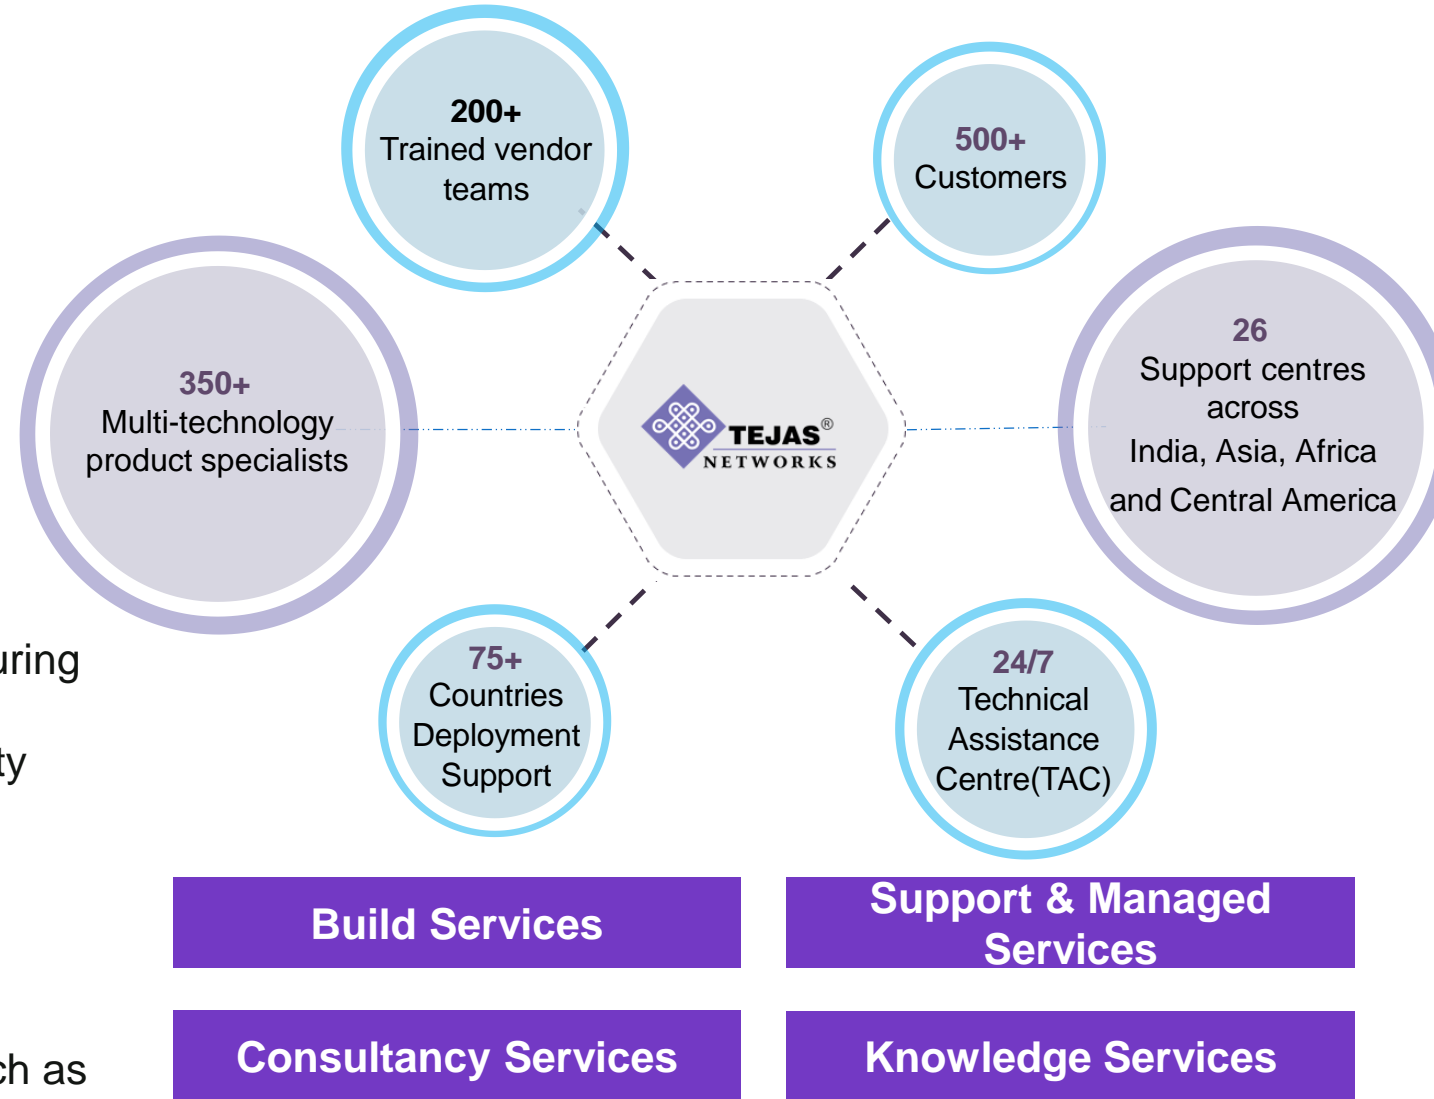 200+
Trained vendor
teams
500+
Customers
350+
Multi-technology
product specialists
TEJAS®
NETWORKS
26
Support centres
across
India, Asia, Africa
and Central America
75+
Countries
Deployment
Support
24/7
Technical
Assistance
Centre(TAC)
uring
ty
Build Services
Support & Managed
Services
Consultancy Services
Knowledge Services
ch as